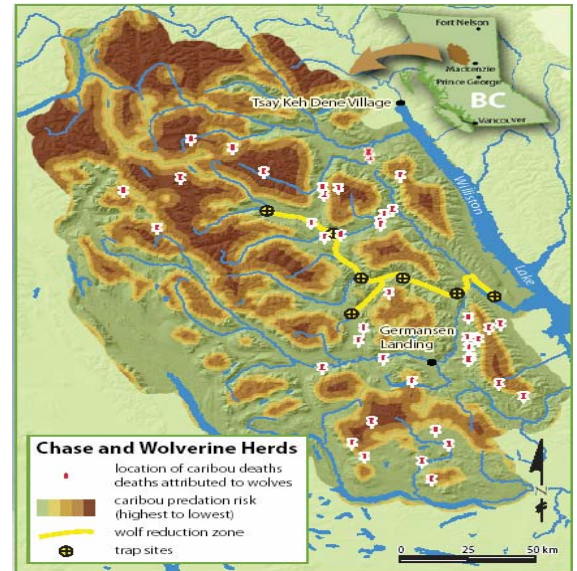 Fort Nelson
Mackenzie
Prince George
BC
Vancouver
Tsay Keh Dene Village
Williston
Lake
Germansen
Landing
Chase and Wolverine Herds
location of caribou deaths
deaths attributed to wolves
caribou predation risk
(highest to lowest)
wolf reduction zone
trap sites
N
0 25 50 km